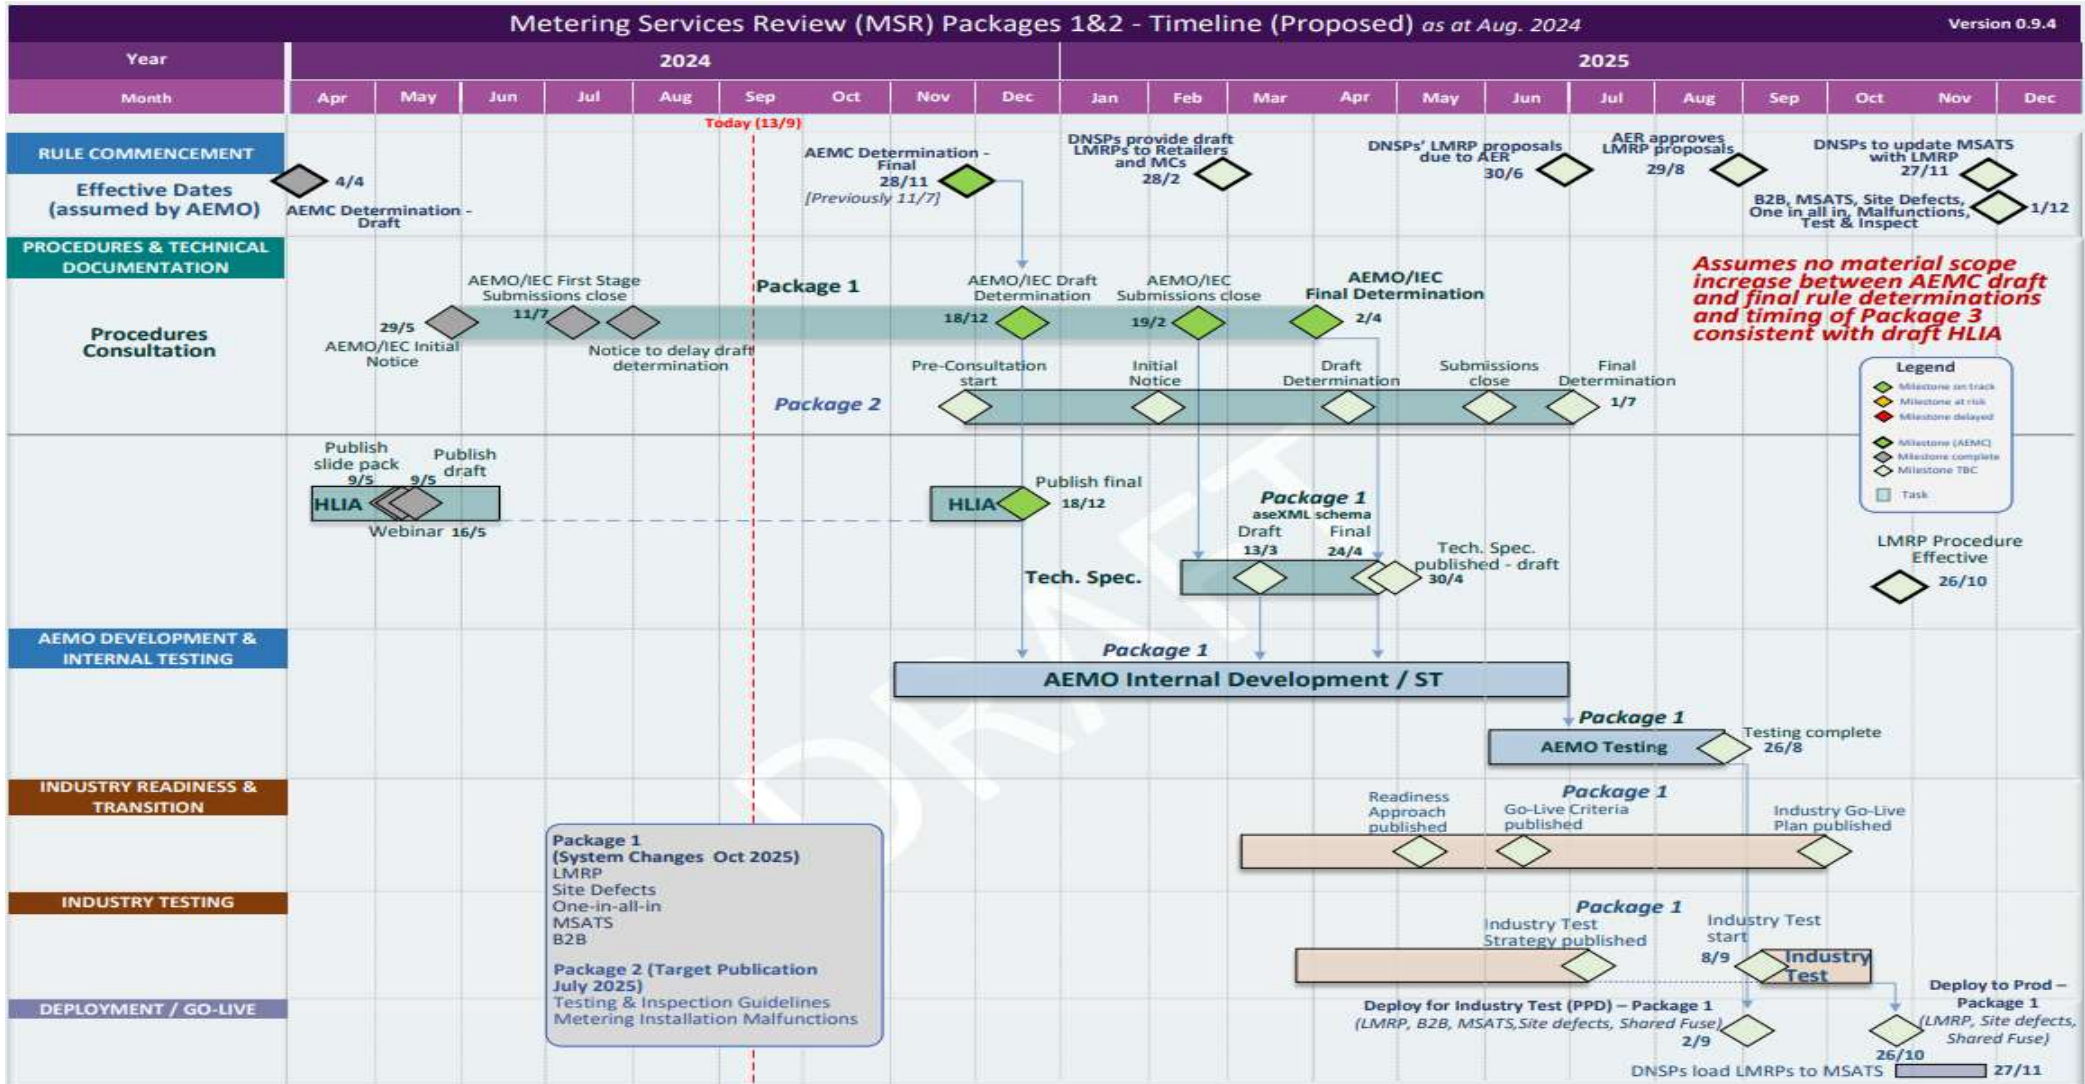 Metering Services Review (MSR) Packages 1&2 - Timeline (Proposed) as at Aug. 2024
Version 0.9.4
Year
2024
2025
Month
Apr
May
Jun
Jul
Aug
Sep
Oct
Nov
Dec
Jan
Feb
Mar
Apr
May
Jun
Jul
Aug
Sep
Oct
Nov
Dec
Today (13/9)
RULE COMMENCEMENT
Effective Dates
(assumed by AEMO)
4/4
AEMC Determination -
Draft
AEMC Determination -
Final
28/11
[Previously 11/7]
DNSPs provide draft
LMRPs to Retailers
and MCs
28/2
DNSPs' LMRP proposals
due to AER
30/6
AER approves
LMRP proposals
29/8
DNSPs to update MSATS
with LMRP
27/11
B2B, MSATS, Site Defects,
One in all in, Malfunctions,
Test & Inspect
1/12
PROCEDURES & TECHNICAL
DOCUMENTATION
Procedures
Consultation
29/5
AEMO/IEC Initial
Notice
AEMO/IEC First Stage
Submissions close
11/7
Notice to delay draft
determination
Package 1
AEMO/IEC Draft
Determination
18/12
AEMO/IEC
Submissions close
19/2
AEMO/IEC
Final Determination
2/4
Assumes no material scope
increase between AEMC draft
and final rule determinations
and timing of Package 3
consistent with draft HLIA
Package 2
Pre-Consultation
start
Initial
Notice
Draft
Determination
Submissions
close
Final
Determination
1/7
Legend
Milestone on track
Milestone at risk
Milestone delayed
Milestone (AEMC)
Milestone complete
Milestone TBC
Task
Publish
slide pack
9/5
Publish
draft
9/5
HLIA
Webinar 16/5
HLIA
Publish final
18/12
Package 1
aseXML schema
Draft
13/3
Final
24/4
Tech. Spec.
Tech. Spec.
published - draft
30/4
LMRP Procedure
Effective
26/10
DRAFT
AEMO DEVELOPMENT &
INTERNAL TESTING
Package 1
AEMO Internal Development / ST
Package 1
AEMO Testing
Testing complete
26/8
INDUSTRY READINESS &
TRANSITION
Package 1
Readiness
Approach
published
Go-Live Criteria
published
Industry Go-Live
Plan published
Package 1
(System Changes Oct 2025)
LMRP
Site Defects
One-in-all-in
MSATS
B2B
Package 2 (Target Publication
July 2025)
Testing & Inspection Guidelines
Metering Installation Malfunctions
INDUSTRY TESTING
Package 1
Industry Test
Strategy published
Industry Test
start
8/9
Industry
Test
DEPLOYMENT / GO-LIVE
Deploy for Industry Test (PPD) – Package 1
(LMRP, B2B, MSATS,Site defects, Shared Fuse)
2/9
Deploy to Prod –
Package 1
(LMRP, Site defects,
Shared Fuse)
26/10
DNSPs load LMRPs to MSATS
27/11